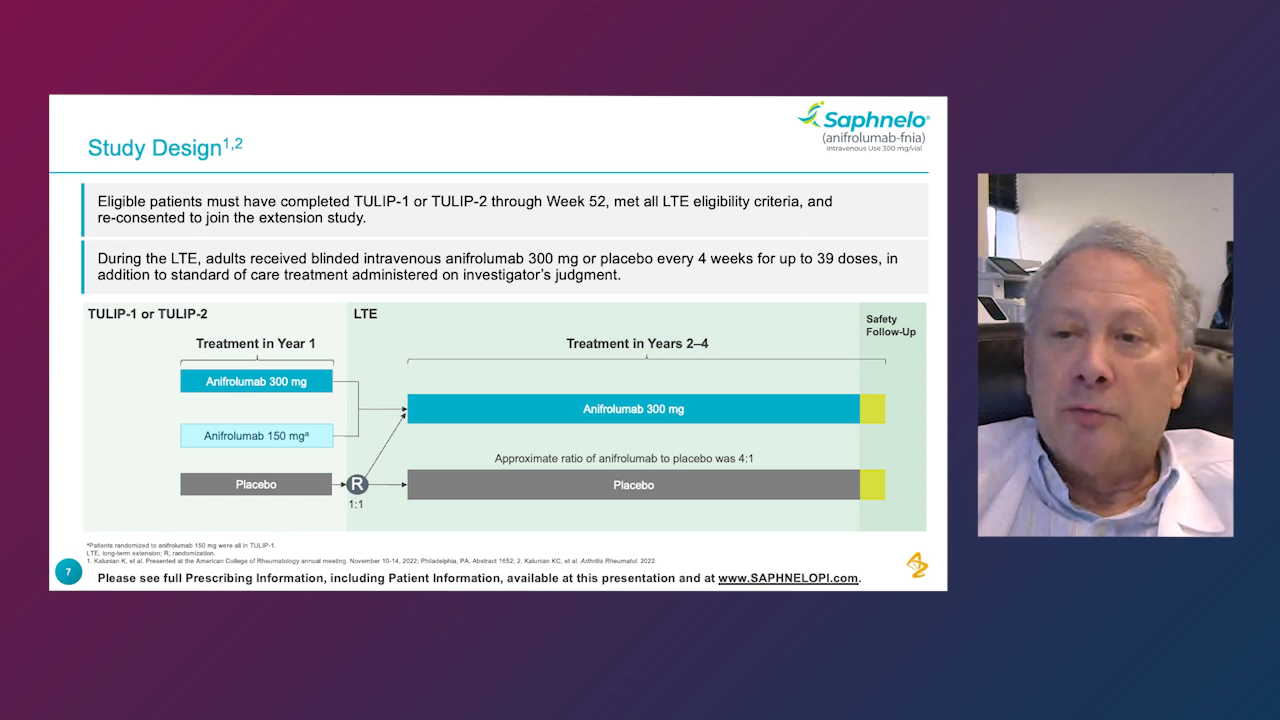 Saphnelo®
(anifrolumab-fnia)
Intravenous Use 300 mg/vial
Study Design1,2
Eligible patients must have completed TULIP-1 or TULIP-2 through Week 52, met all LTE eligibility criteria, and
re-consented to join the extension study.
During the LTE, adults received blinded intravenous anifrolumab 300 mg or placebo every 4 weeks for up to 39 doses, in
addition to standard of care treatment administered on investigator's judgment.
TULIP-1 or TULIP-2
LTE
Safety
Follow-Up
Treatment in Year 1
Treatment in Years 2–4
Anifrolumab 300 mg
Anifrolumab 300 mg
Anifrolumab 150 mgª
Approximate ratio of anifrolumab to placebo was 4:1
Placebo
R
Placebo
1:1
ªPatients randomized to anifrolumab 150 mg were all in TULIP-1.
LTE, long-term extension; R, randomization.
1. Kalunian K, et al. Presented at the American College of Rheumatology annual meeting. November 10-14, 2022; Philadelphia, PA. Abstract 1652; 2. Kalunian KC, et al. Arthritis Rheumatol. 2022.
7
Please see full Prescribing Information, including Patient Information, available at this presentation and at www.SAPHNELOPI.com.